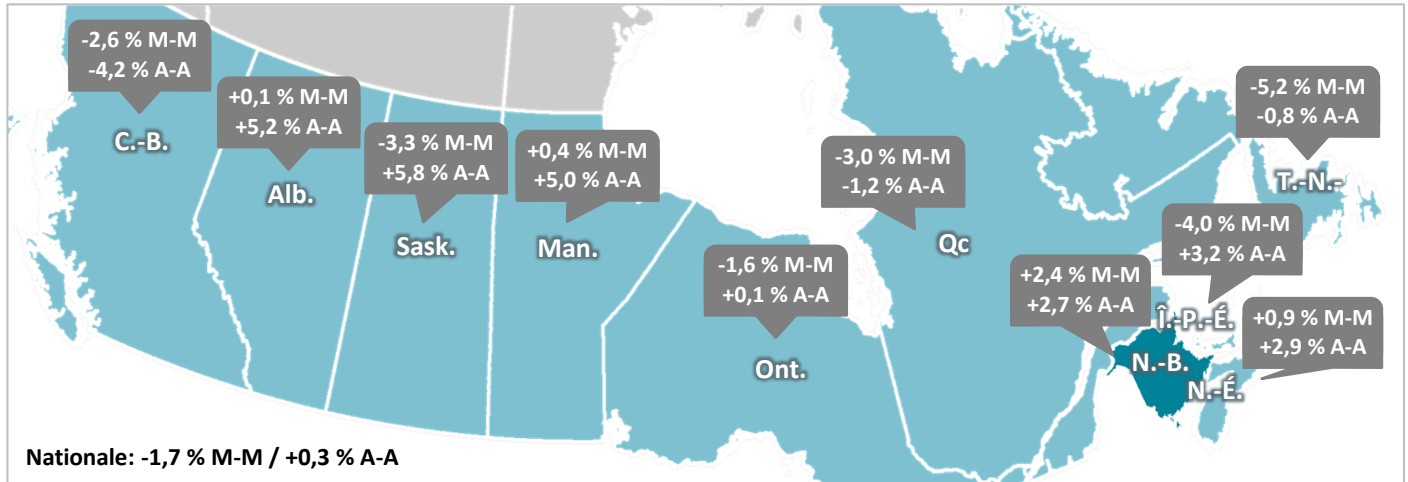 -2,6 % M-M
-4,2 % A-A
C.-B.
+0,1 % M-M
+5,2 % A-A
Alb.
-3,3 % M-M
+5,8 % A-A
Sask.
+0,4 % M-M
+5,0 % A-A
Man.
-1,6 % M-M
+0,1 % A-A
Ont.
-3,0 % M-M
-1,2 % A-A
Qc
-5,2 % M-M
-0,8 % A-A
T.-N.-
-4,0 % M-M
+3,2 % A-A
Î.-P.-É.
+2,4 % M-M
+2,7 % A-A
N.-B.
+0,9 % M-M
+2,9 % A-A
N.-É.
Nationale: -1,7 % M-M / +0,3 % A-A